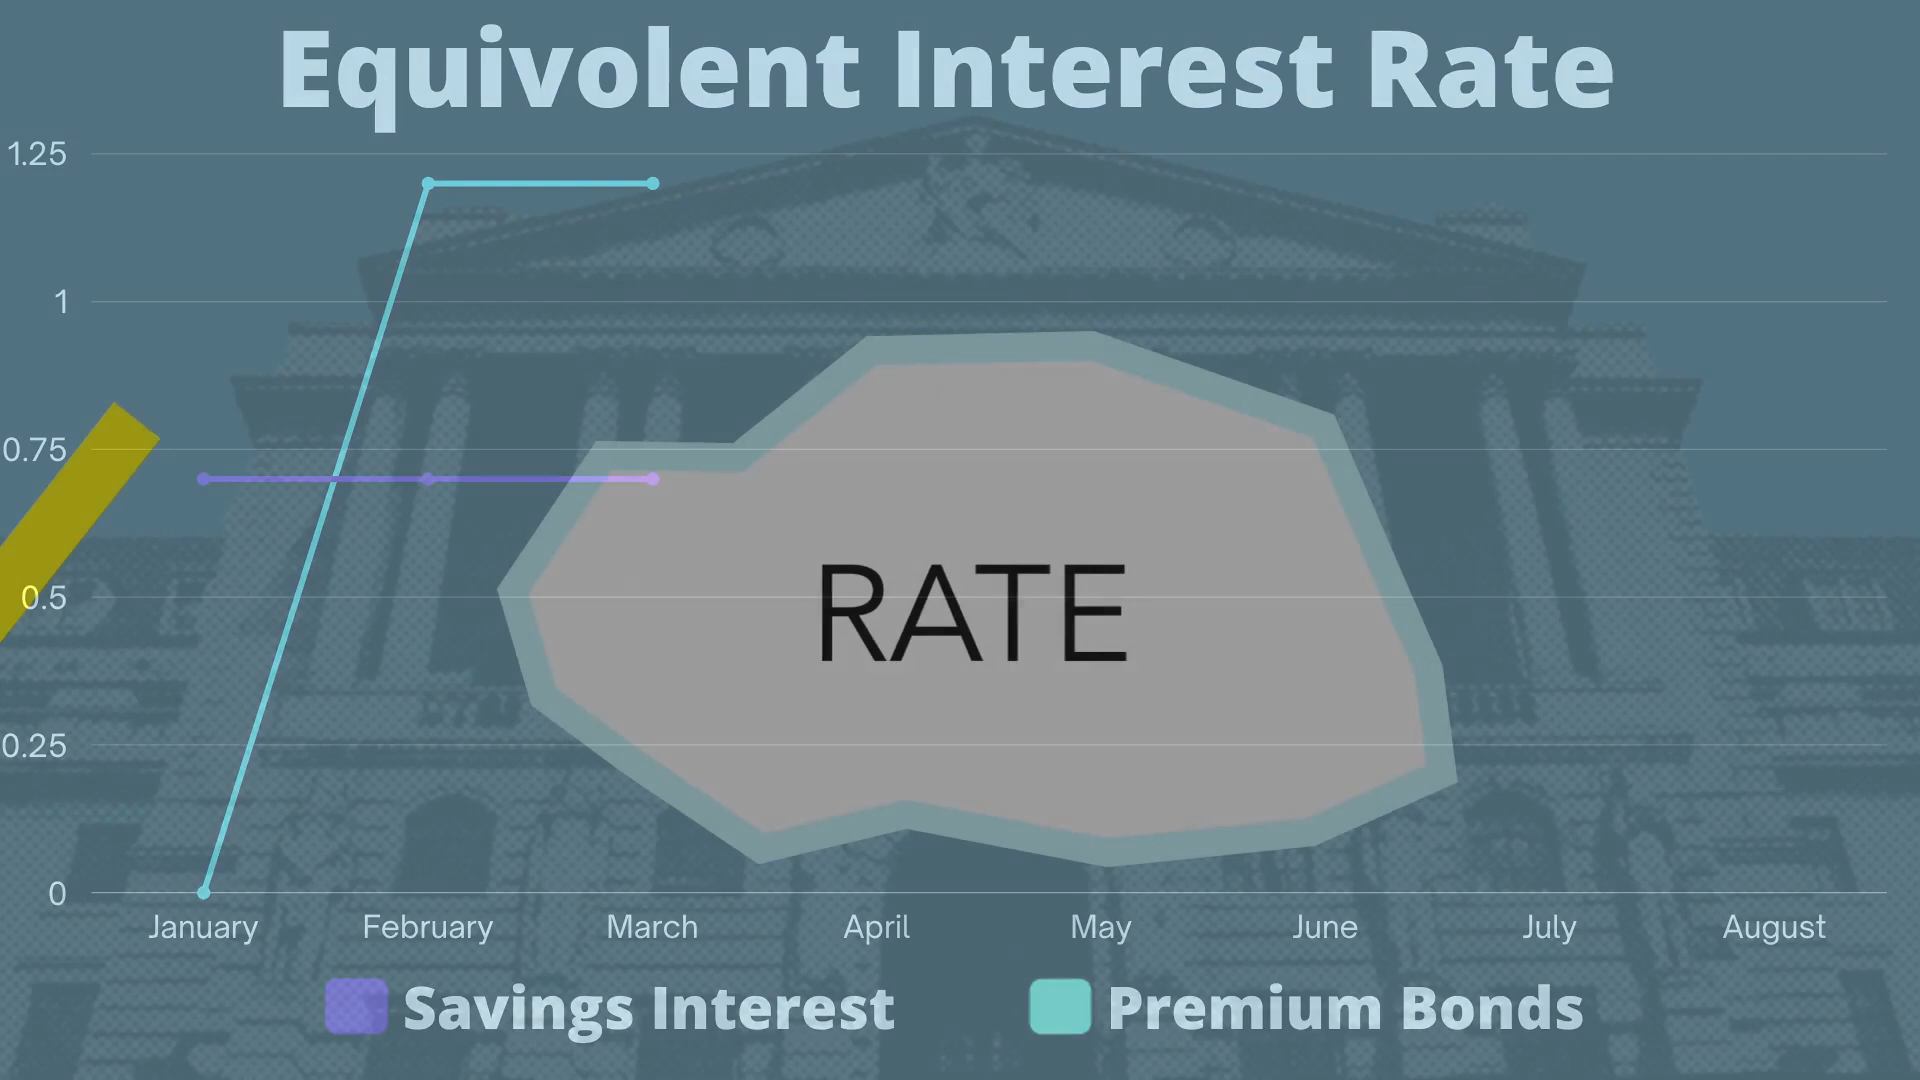 Equivolent Interest Rate
1.25
1
0.75
0.5
0.25
0
RATE
January February March April May June July August
Savings Interest Premium Bonds